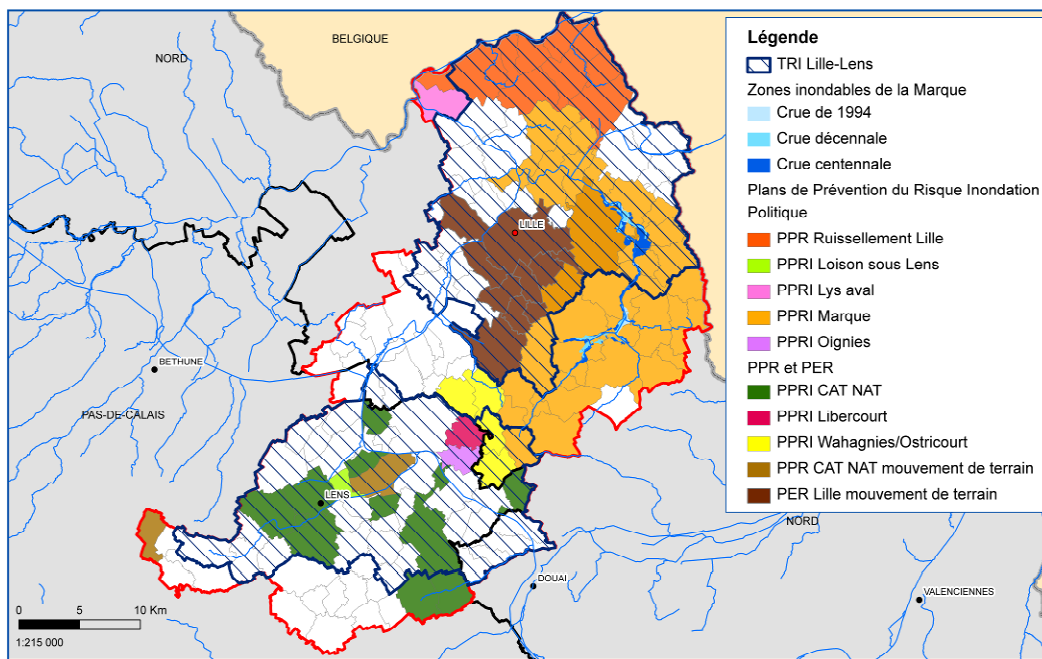 BELGIQUE
NORD
LILLE
BETHUNE
PAS-DE-CALAIS
LENS
DOUAI
NORD
VALENCIENNES
0 5 10 Km
1:215 000
Légende
TRI Lille-Lens
Zones inondables de la Marque
Crue de 1994
Crue décennale
Crue centennale
Plans de Prévention du Risque Inondation
Politique
PPR Ruissellement Lille
PPRI Loison sous Lens
PPRI Lys aval
PPRI Marque
PPRI Oignies
PPR et PER
PPRI CAT NAT
PPRI Libercourt
PPRI Wahagnies/Ostricourt
PPR CAT NAT mouvement de terrain
PER Lille mouvement de terrain